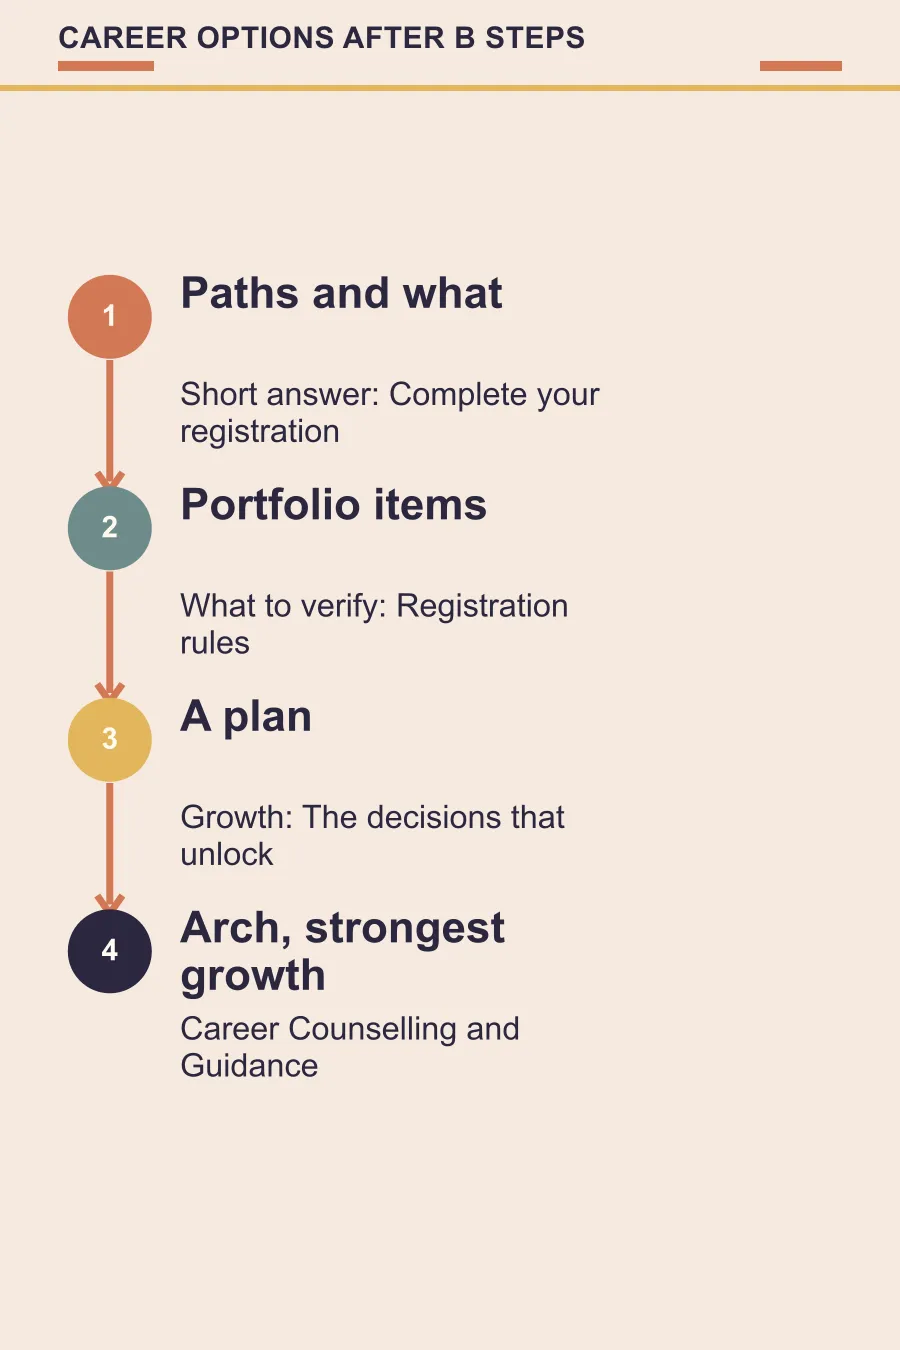 CAREER OPTIONS AFTER B STEPS
1
Paths and what
Short answer: Complete your
registration
2
Portfolio items
What to verify: Registration
rules
3
A plan
Growth: The decisions that
unlock
4
Arch, strongest
growth
Career Counselling and
Guidance